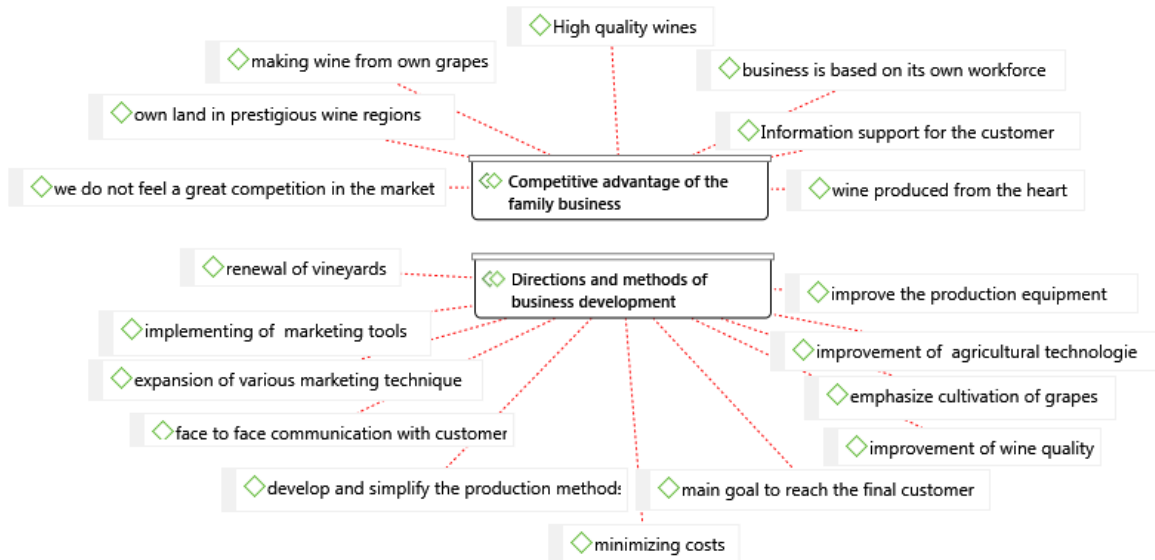 High quality wines
making wine from own grapes
business is based on its own workforce
own land in prestigious wine regions
Information support for the customer
we do not feel a great competition in the market
Competitive advantage of the
family business
wine produced from the heart
renewal of vineyards
Directions and methods of
business development
improve the production equipment
implementing of marketing tools
improvement of agricultural technologie
expansion of various marketing technique
emphasize cultivation of grapes
face to face communication with customer
improvement of wine quality
develop and simplify the production methods
main goal to reach the final customer
minimizing costs